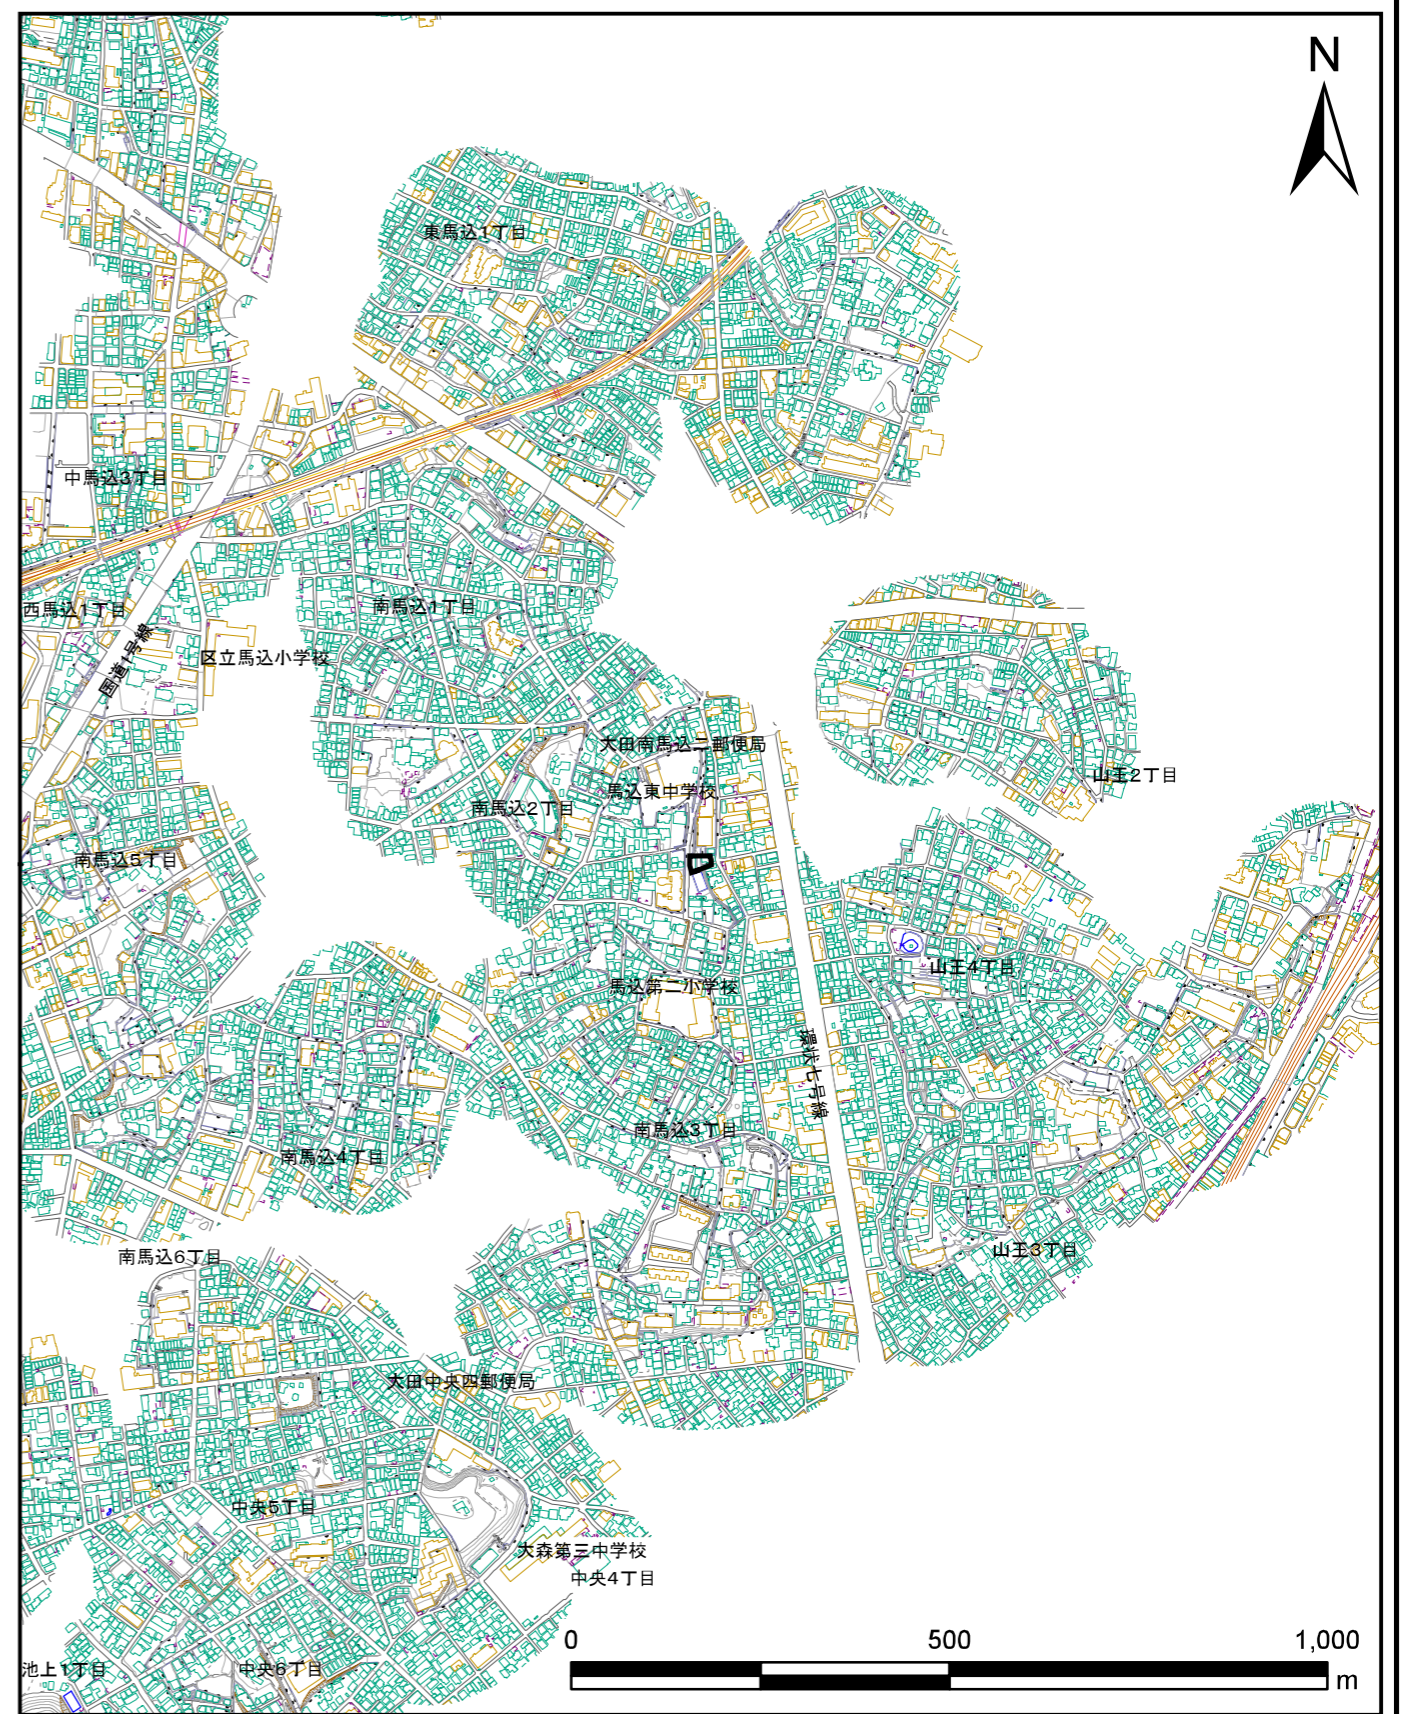 N
東馬込1丁目
中馬込3丁目
西馬込1丁目
南馬込1丁目
国道1号線
区立馬込小学校
大田南馬込二郵便局
山王2丁目
馬込東中学校
南馬込2丁目
南馬込5丁目
山王4丁目
馬込第二小学校
環状七号線
南馬込3丁目
南馬込4丁目
山王3丁目
南馬込6丁目
大田中央四郵便局
中央5丁目
大森第三中学校
中央4丁目
0 500 1,000
m
池上1丁目
中央6丁目